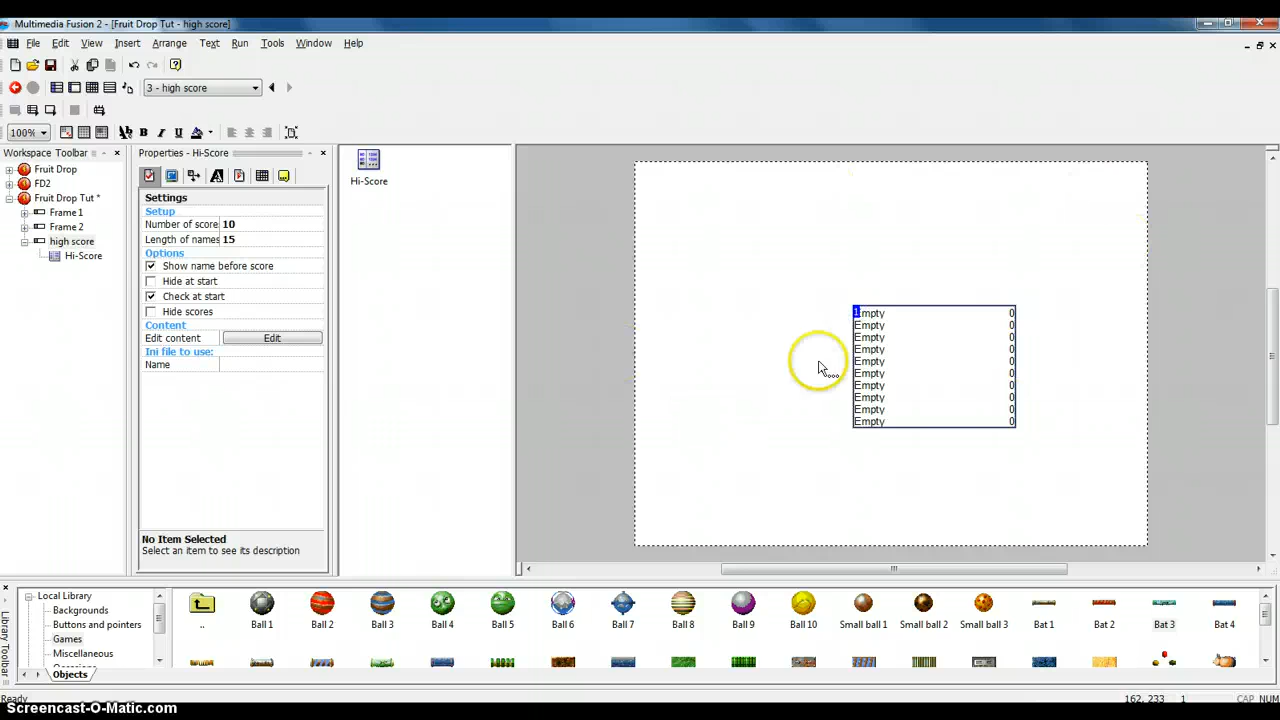 Multimedia Fusion 2 - [Fruit Drop Tut - high score]
File Edit View Insert Arrange Text Run Tools Window Help
3 - high score
100%
Workspace Toolbar
Fruit Drop
FD2
Fruit Drop Tut *
Frame 1
Frame 2
high score
Hi-Score
Properties - Hi-Score
Settings
Setup
Number of score 10
Length of names 15
Options
Show name before score
Hide at start
Check at start
Hide scores
Content
Edit content Edit
Ini file to use:
Name
No Item Selected
Select an item to see its description
Hi-Score
1mpty 0
Empty 0
Empty 0
Empty 0
Empty 0
Empty 0
Empty 0
Empty 0
Empty 0
Empty 0
Library Toolbar
Local Library
Backgrounds
Buttons and pointers
Games
Miscellaneous
Objects
.. Ball 1 Ball 2 Ball 3 Ball 4 Ball 5 Ball 6 Ball 7 Ball 8 Ball 9 Ball 10 Small ball 1 Small ball 2 Small ball 3 Bat 1 Bat 2 Bat 3 Bat 4
Ready 162, 233 1 CAP NUM
Screencast-O-Matic.com